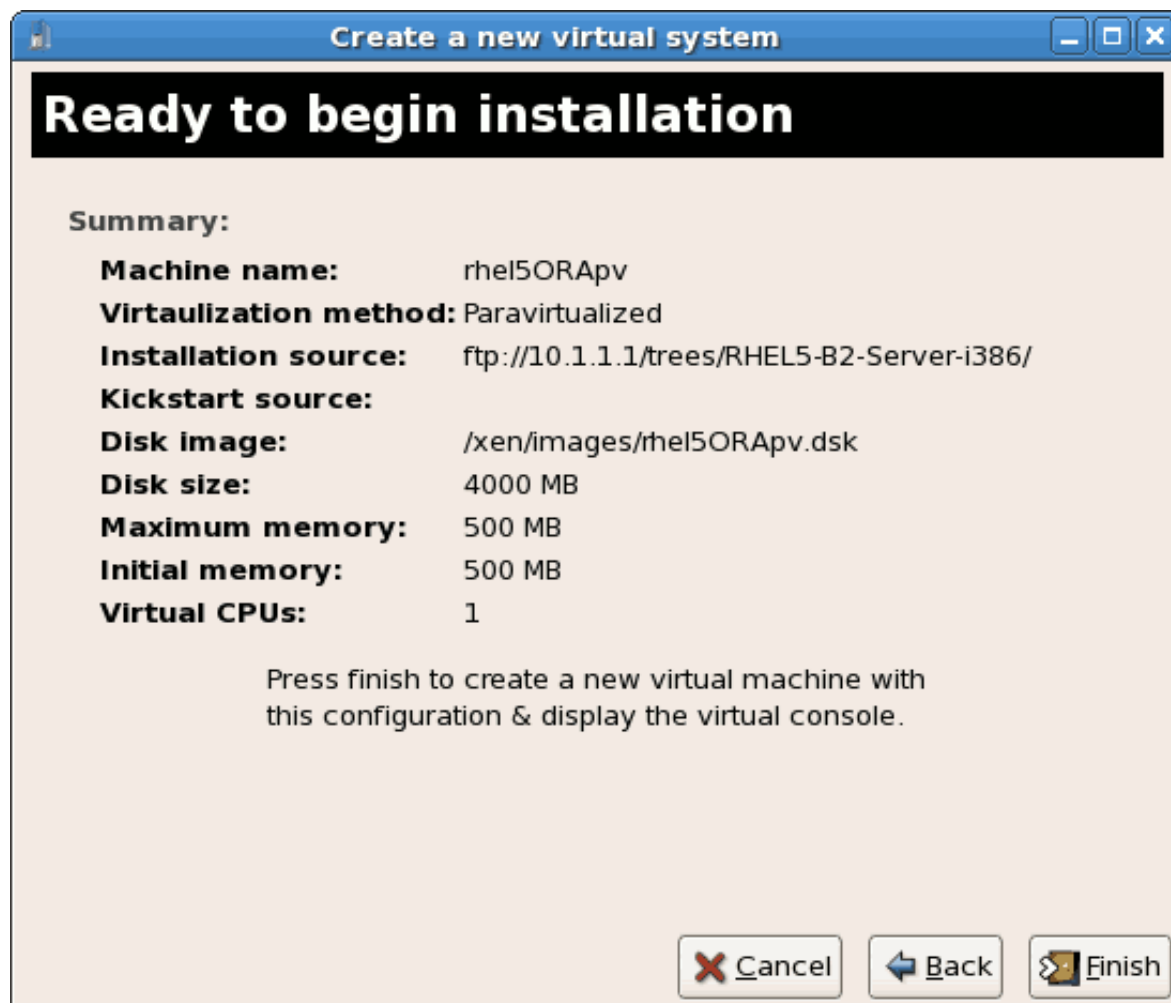 Create a new virtual system
Ready to begin installation
Summary:
Machine name: rhel5ORApv
Virtaulization method: Paravirtualized
Installation source: ftp://10.1.1.1/trees/RHEL5-B2-Server-i386/
Kickstart source:
Disk image: /xen/images/rhel5ORApv.dsk
Disk size: 4000 MB
Maximum memory: 500 MB
Initial memory: 500 MB
Virtual CPUs: 1
Press finish to create a new virtual machine with
this configuration & display the virtual console.
Cancel Back Finish